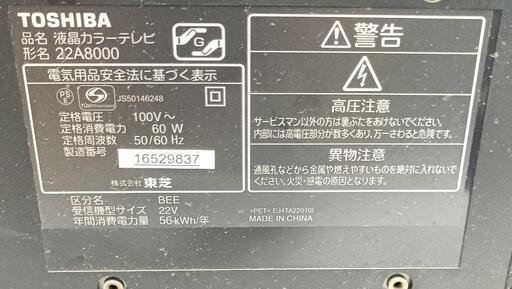 TOSHIBA
品名 液晶カラーテレビ
形名 22A8000
G
電気用品安全法に基づく表示
PS
E
TÜVRheinland
JS50146248
定格電圧 100V～
定格消費電力 60 W
定格周波数 50/60 Hz
製造番号 16529837
株式会社 東芝
区分名 BEE
受信機型サイズ 22V
年間消費電力量 56kWh/年
警告
高圧注意
サービスマン以外の方は裏ぶたをあけないでください。
内部には高電圧部分が数多くあり、万一さわると危険です。
異物注意
通風孔などから金属や燃えやすいものを絶対に入れないで
ください。火災・感電の原因となります。
>PET< EJ4TA22010I
MADE IN CHINA